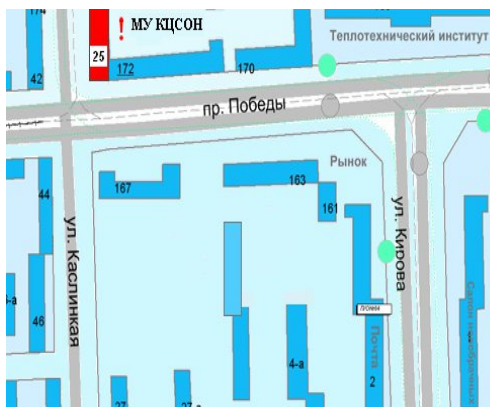 174
! МУ КЦСОН
25
Теплотехнический институт
42
172
170
пр. Победы
Рынок
44
167
163
161
ул. Каслинкая
ул. Кирова
-а
46
4-а
Почта
2
27
27-а